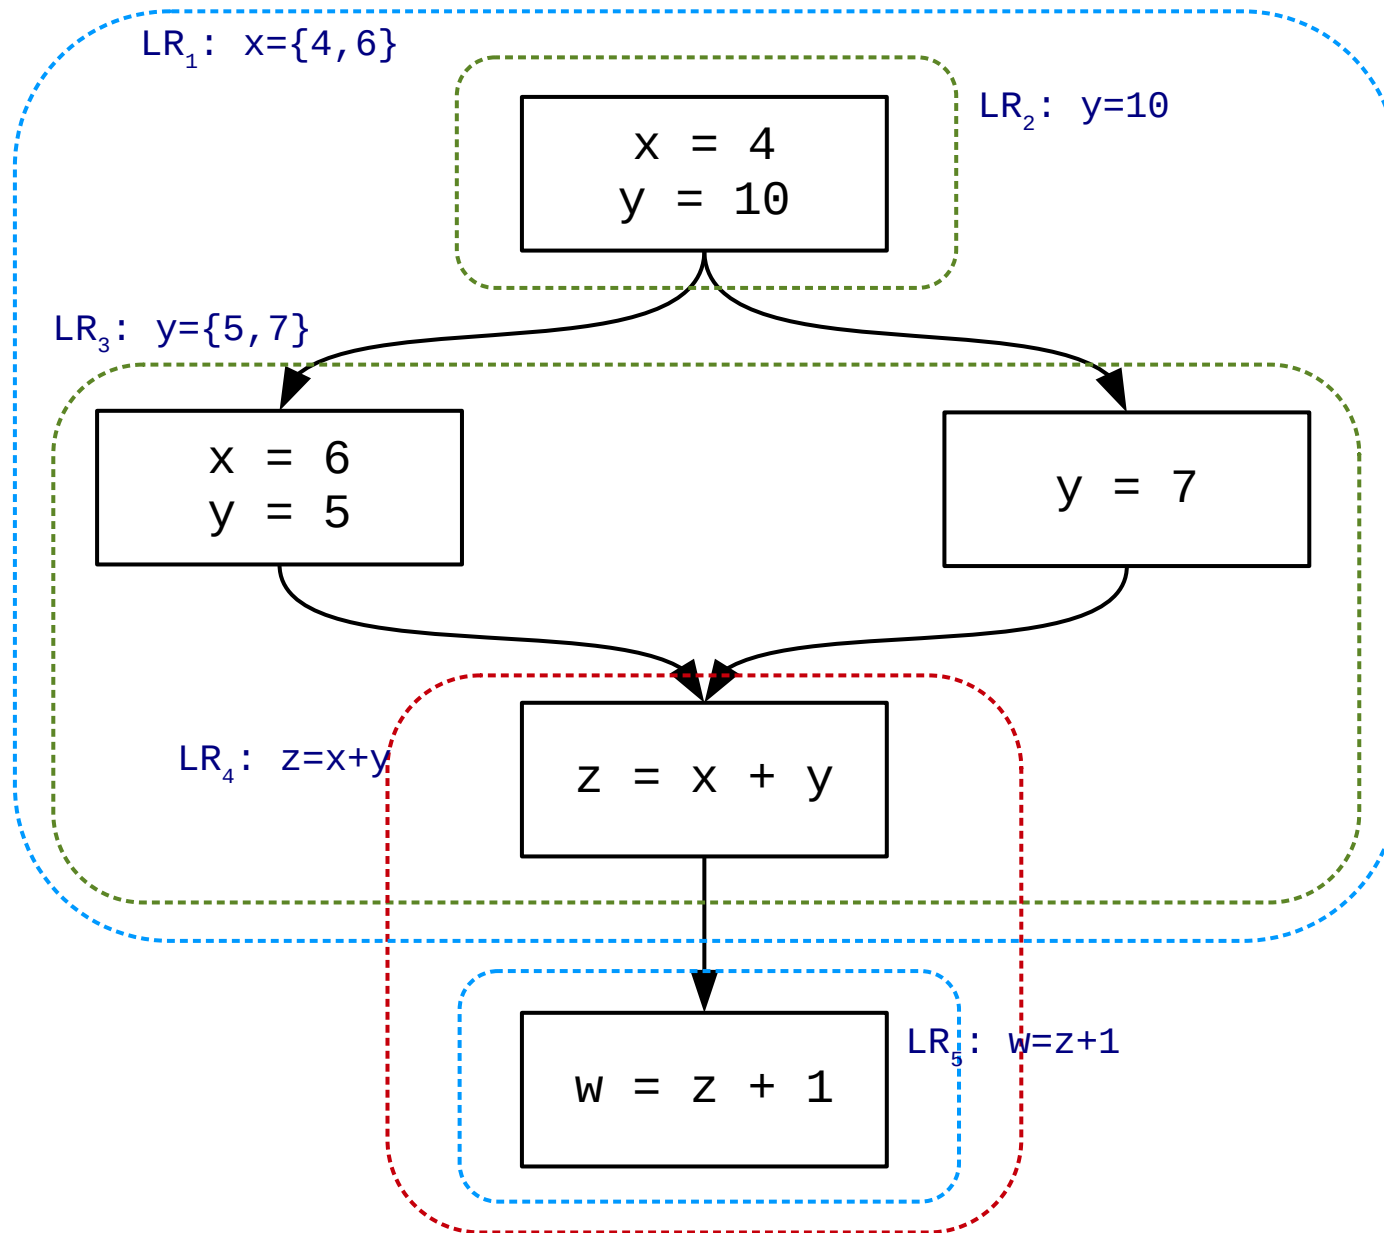 LR1: x={4,6}
LR2: y=10
x = 4
y = 10
LR3: y={5,7}
x = 6
y = 5
y = 7
LR4: z=x+y
z = x + y
LR5: w=z+1
w = z + 1